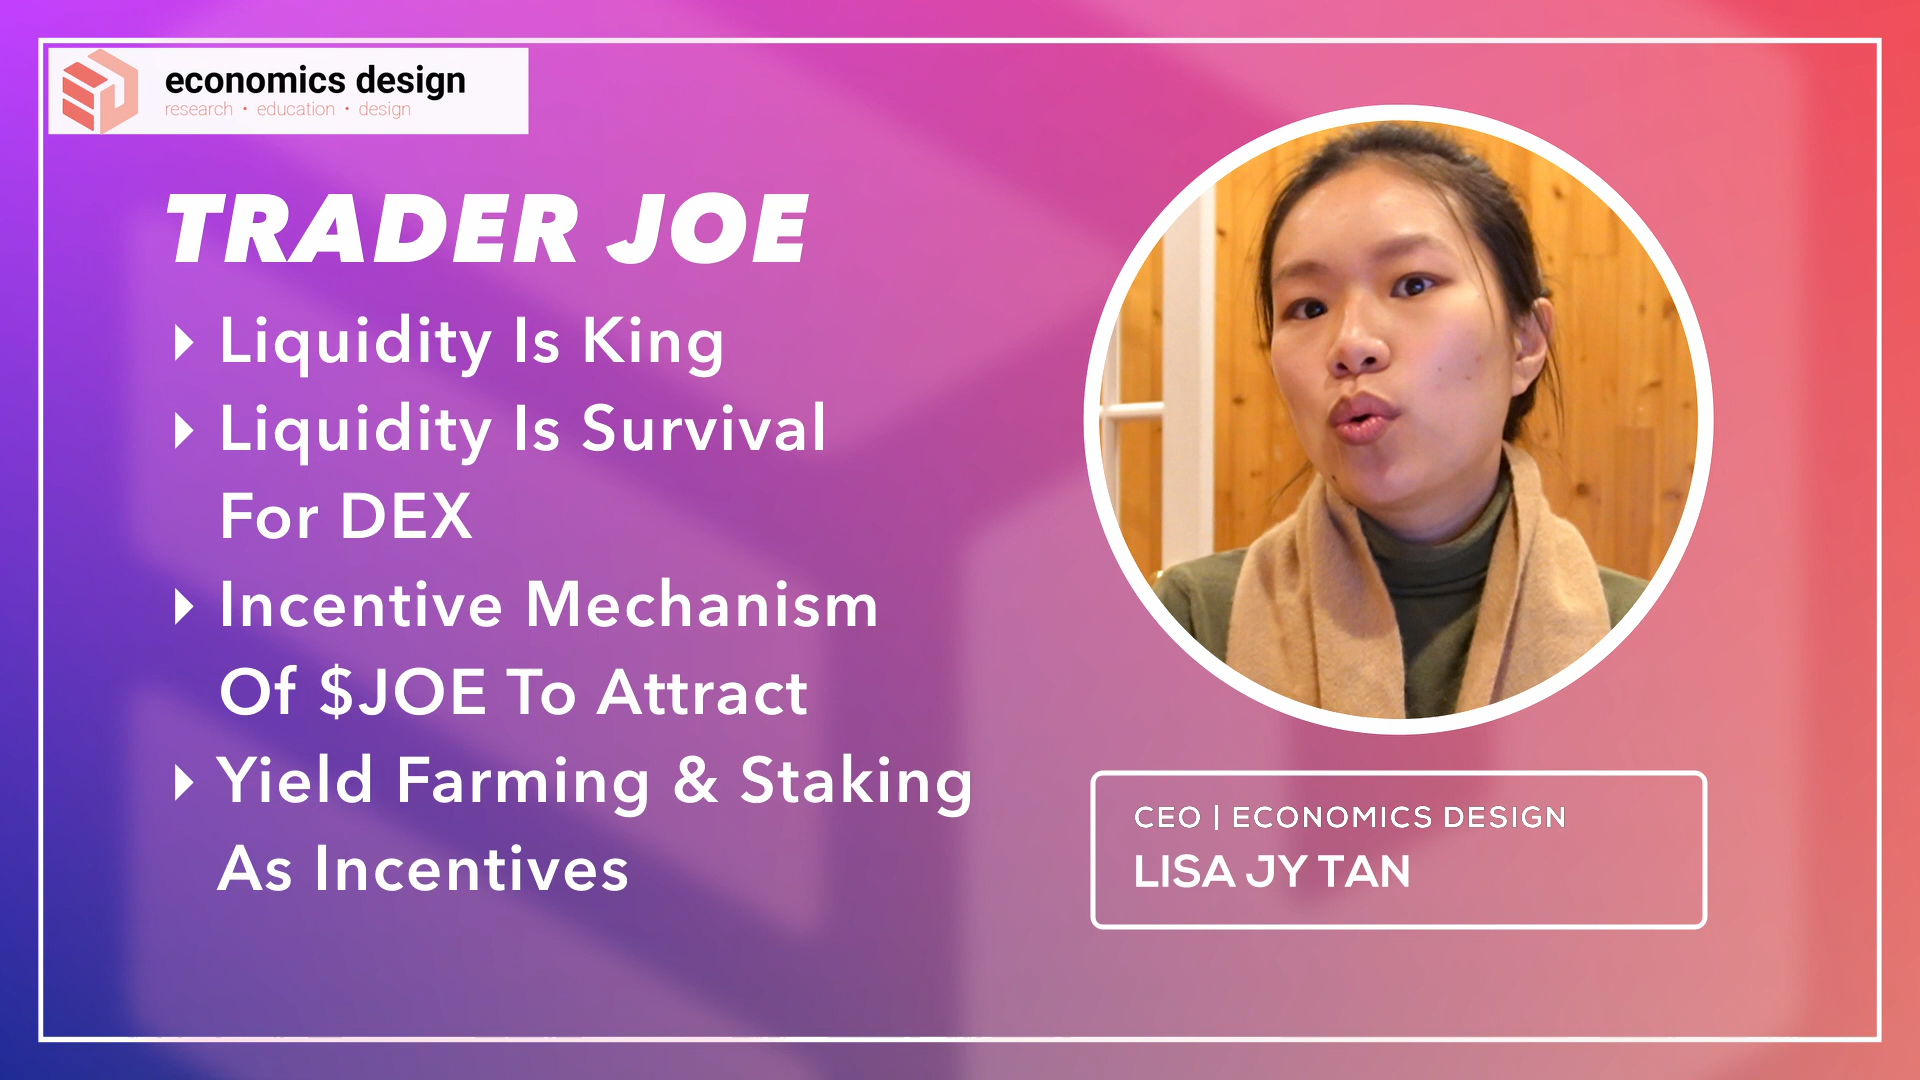 economics design
research • education • design
TRADER JOE
Liquidity Is King
Liquidity Is Survival
For DEX
Incentive Mechanism
Of $JOE To Attract
Yield Farming & Staking
As Incentives
CEO | ECONOMICS DESIGN
LISA JY TAN